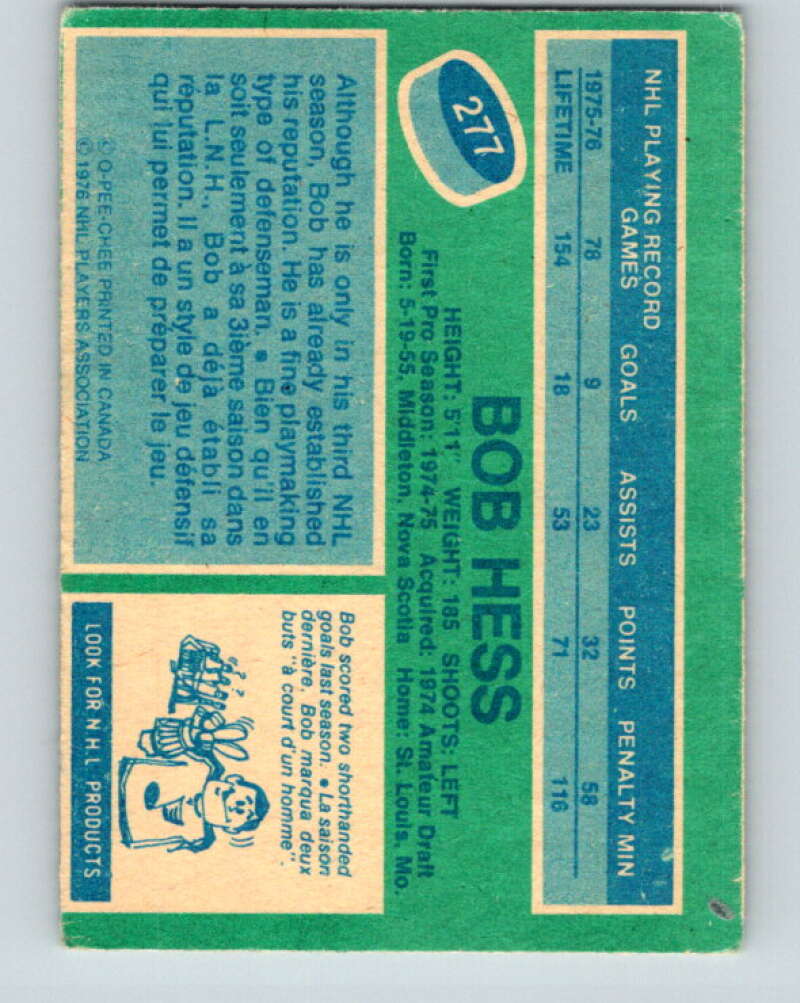 277
NHL PLAYING RECORD
GAMES GOALS ASSISTS POINTS PENALTY MIN
1975-76 78 9 23 32 58
LIFETIME 154 18 53 71 116
BOB HESS
HEIGHT: 5'11" WEIGHT: 185 SHOOTS: LEFT
First Pro Season: 1974-75 Acquired: 1974 Amateur Draft
Born: 5-19-55, Middleton, Nova Scotia Home: St. Louis, Mo.
Although he is only in his third NHL
season, Bob has already established
his reputation. He is a fine playmaking
type of defenseman. • Bien qu'il en
soit seulement à sa 3ième saison dans
la L.N.H., Bob a déjà établi sa
réputation. Il a un style de jeu défensif
qui lui permet de préparer le jeu.
© O-PEE-CHEE PRINTED IN CANADA
© 1976 NHL PLAYERS ASSOCIATION
Bob scored two shorthanded
goals last season. • La saison
dernière, Bob marqua deux
buts "à court d'un homme".
???
LOOK FOR NHL PRODUCTS